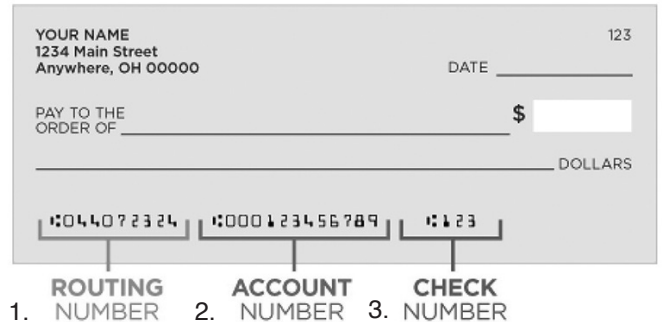 YOUR NAME 123
1234 Main Street
Anywhere, OH 00000 DATE
PAY TO THE
ORDER OF $
DOLLARS
⑆044072324 ⑆000123456789 ⑆123
ROUTING ACCOUNT CHECK
1. NUMBER 2. NUMBER 3. NUMBER